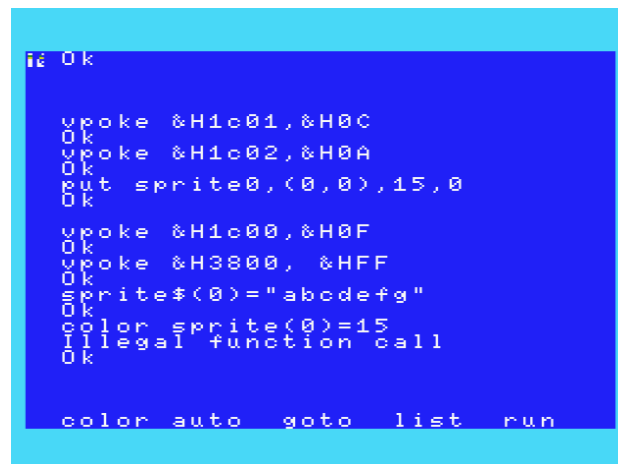 Ok
vpoke &H1c01,&H0C
Ok
vpoke &H1c02,&H0A
Ok
put sprite0,(0,0),15,0
Ok
vpoke &H1c00,&H0F
Ok
vpoke &H3800, &HFF
Ok
sprite$(0)="abcdefg"
Ok
color sprite(0)=15
Illegal function call
Ok
color auto goto list run